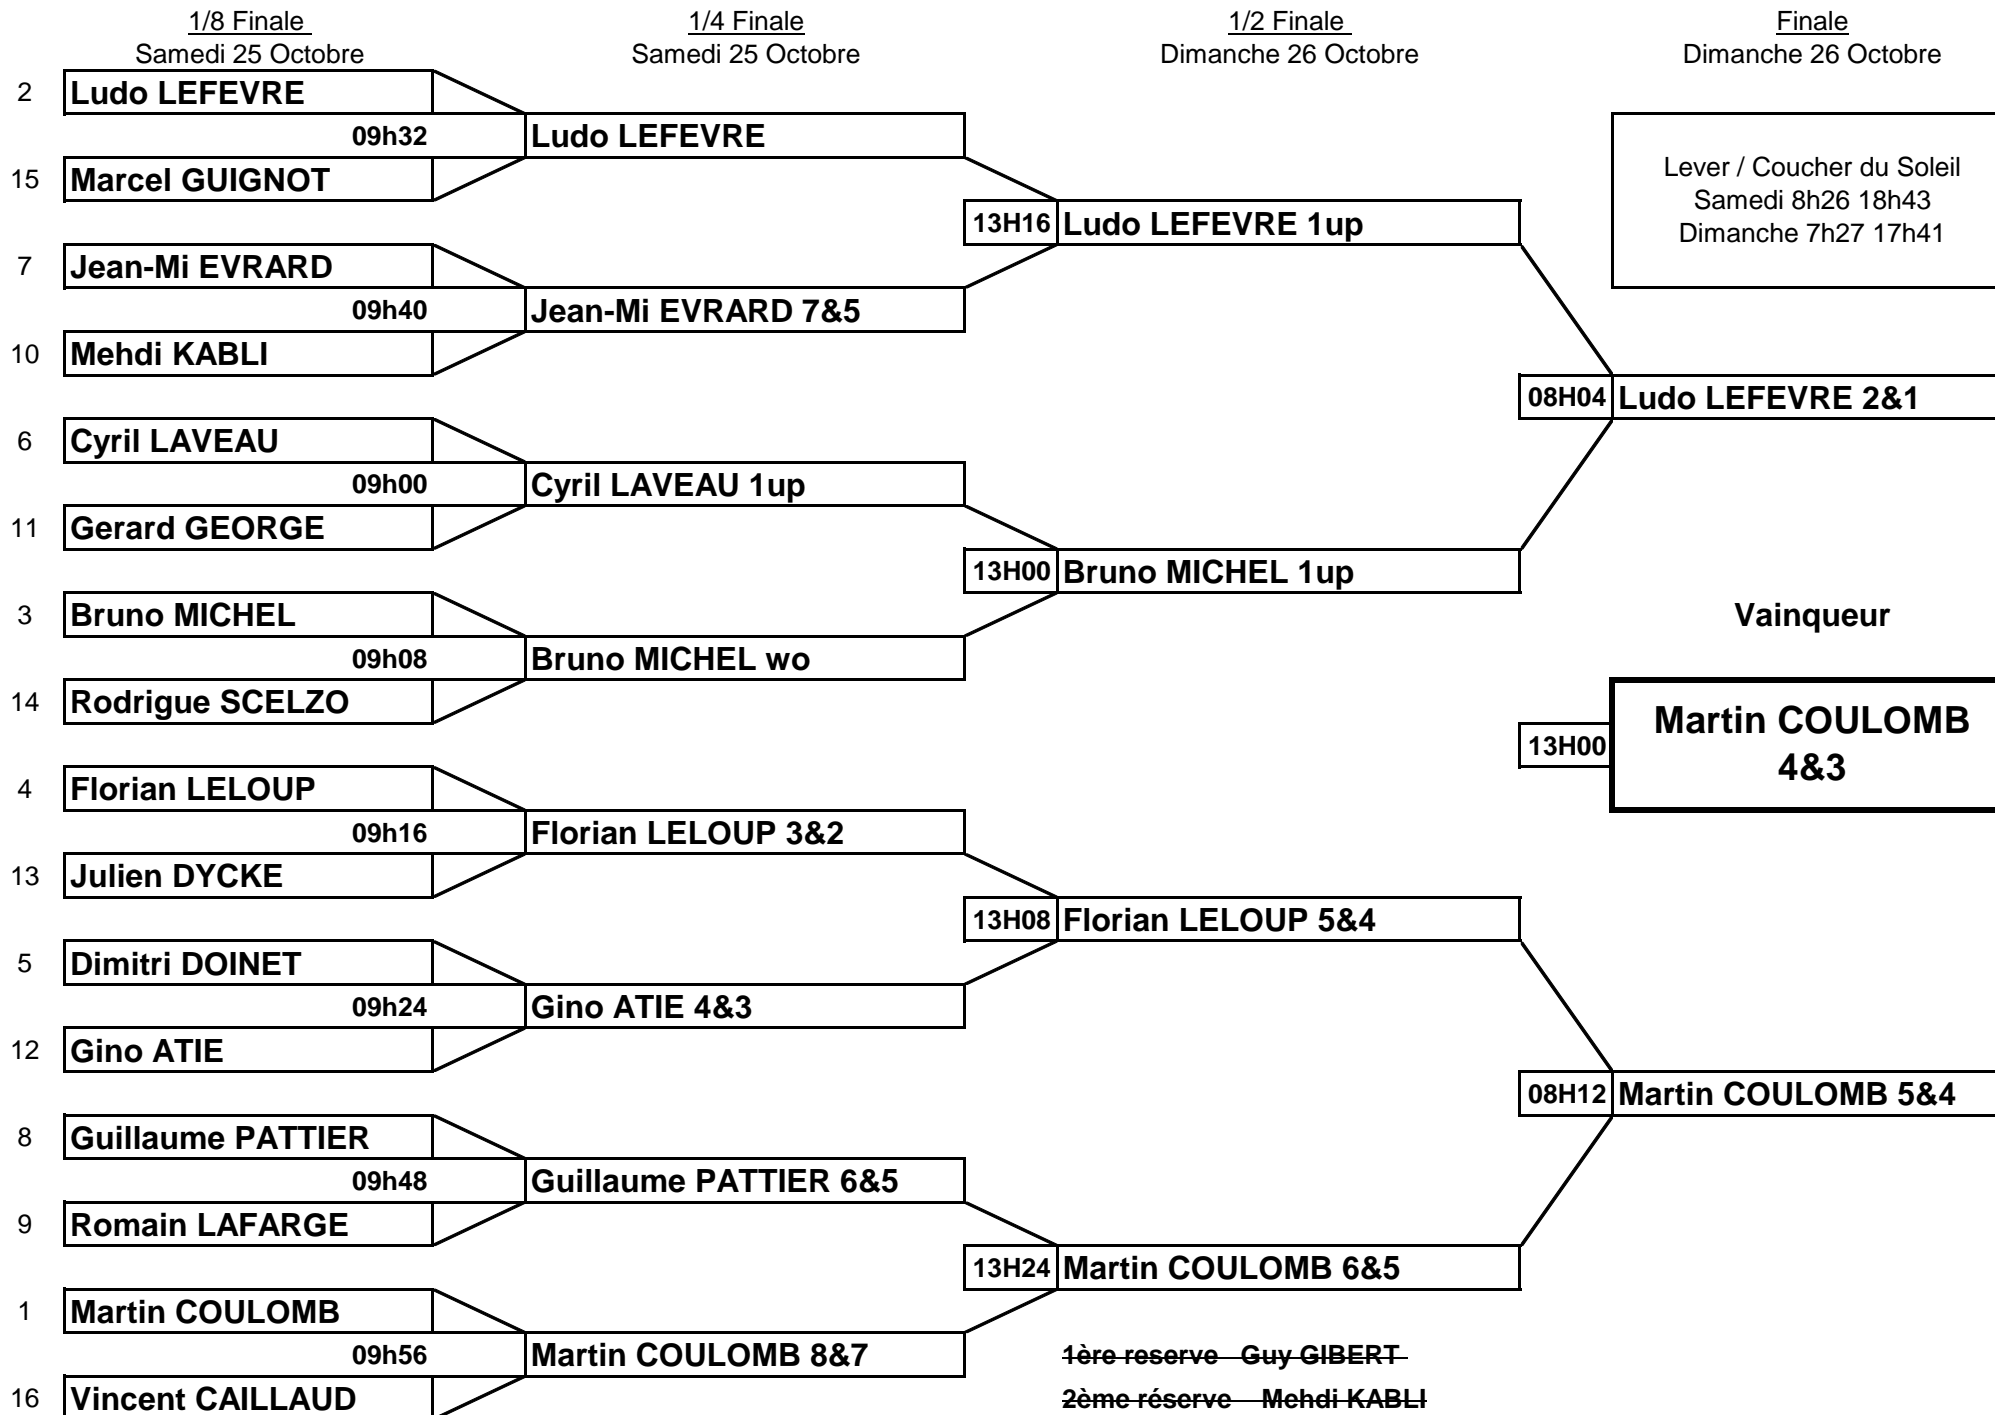 1/8 Finale
1/4 Finale
1/2 Finale
Finale
Samedi 25 Octobre
Samedi 25 Octobre
Dimanche 26 Octobre
Dimanche 26 Octobre
2 Ludo LEFEVRE
09h32 Ludo LEFEVRE
15 Marcel GUIGNOT
Lever / Coucher du Soleil
Samedi 8h26 18h43
Dimanche 7h27 17h41
13H16 Ludo LEFEVRE 1up
7 Jean-Mi EVRARD
09h40 Jean-Mi EVRARD 7&5
10 Mehdi KABLI
08H04 Ludo LEFEVRE 2&1
6 Cyril LAVEAU
09h00 Cyril LAVEAU 1up
11 Gerard GEORGE
13H00 Bruno MICHEL 1up
3 Bruno MICHEL
Vainqueur
09h08 Bruno MICHEL wo
14 Rodrigue SCELZO
Martin COULOMB
13H00
4&3
4 Florian LELOUP
09h16 Florian LELOUP 3&2
13 Julien DYCKE
13H08 Florian LELOUP 5&4
5 Dimitri DOINET
09h24 Gino ATIE 4&3
12 Gino ATIE
08H12 Martin COULOMB 5&4
8 Guillaume PATTIER
09h48 Guillaume PATTIER 6&5
9 Romain LAFARGE
13H24 Martin COULOMB 6&5
1 Martin COULOMB
09h56 Martin COULOMB 8&7
1ère reserve Guy GIBERT
16 Vincent CAILLAUD
2ème réserve Mehdi KABLI